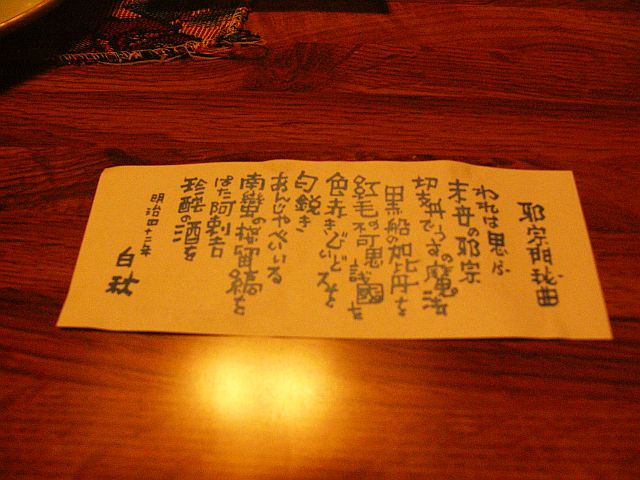 邪宗門秘曲
われは思ふ
末世の邪宗
切支丹でうすの魔法
黒船の加比丹を
紅毛の不可思議國を
色赤きびいどろを
匂鋭き
あんじやべいいる
南蠻の桟留縞を
はた阿刺吉
珍酡の酒を
明治四十二年
白秋